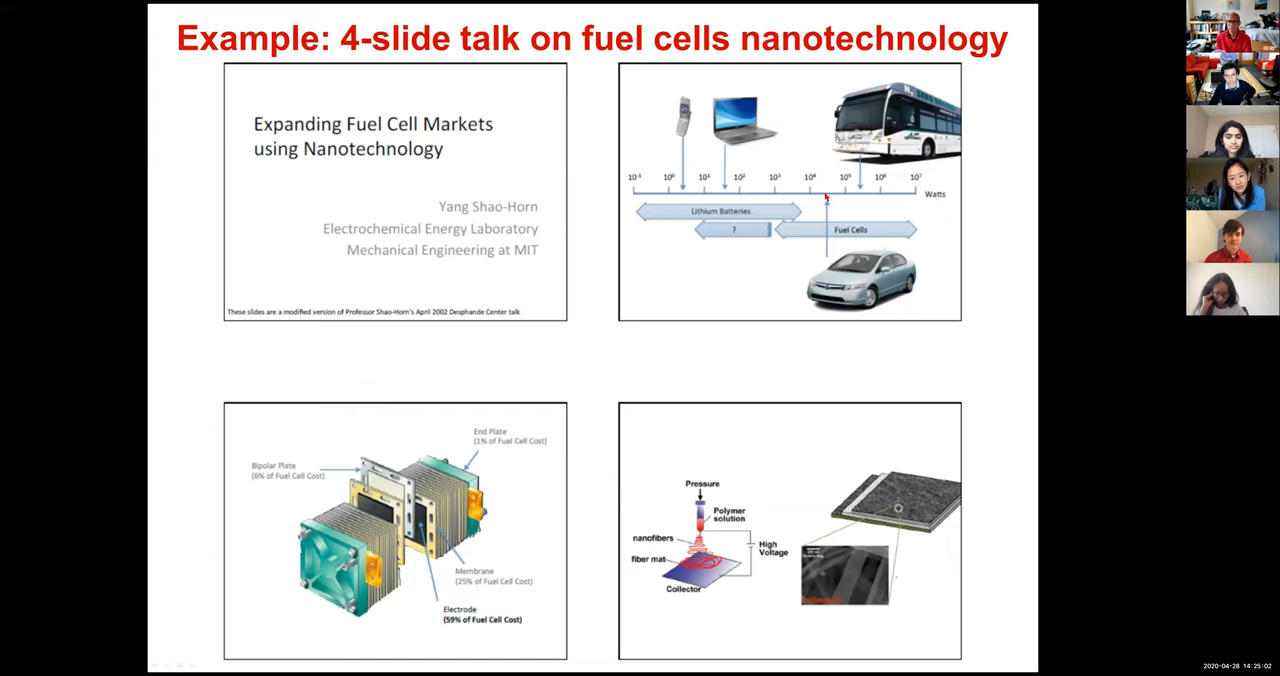 Example: 4-slide talk on fuel cells nanotechnology
Expanding Fuel Cell Markets
using Nanotechnology
Yang Shao-Horn
Electrochemical Energy Laboratory
Mechanical Engineering at MIT
These slides are a modified version of Professor Shao-Horn's April 2002 Desphande Center talk
10-1 100 101 102 103 104 105 106 107
Watts
Lithium Batteries
?
Fuel Cells
End Plate
(1% of Fuel Cell Cost)
Bipolar Plate
(6% of Fuel Cell Cost)
Membrane
(25% of Fuel Cell Cost)
Electrode
(59% of Fuel Cell Cost)
Pressure
Polymer
solution
nanofibers
High
Voltage
fiber mat
Collector
2020-04-28 14:25:02